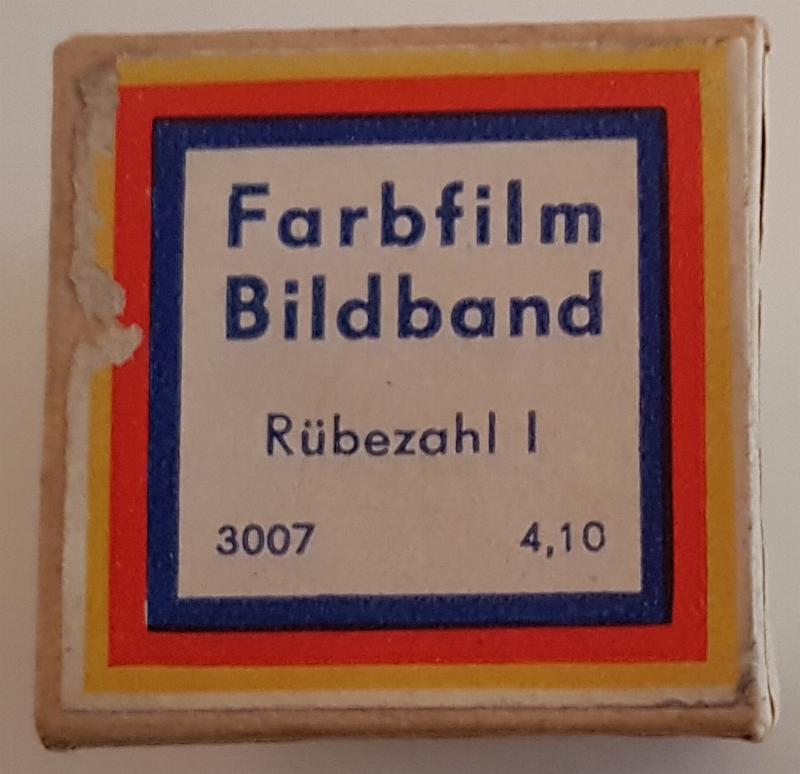 Farbfilm
Bildband
Rübezahl I
3007 4,10